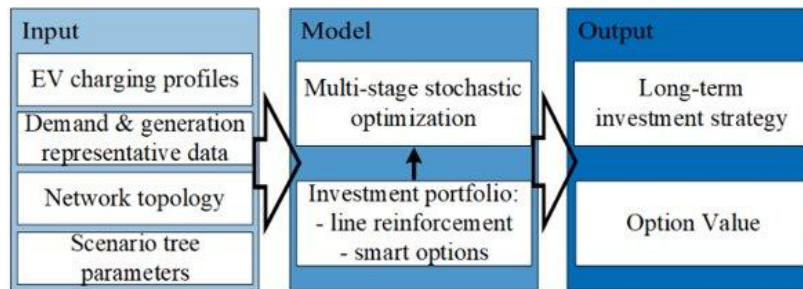 Input
EV charging profiles
Demand & generation
representative data
Network topology
Scenario tree
parameters
Model
Multi-stage stochastic
optimization
Investment portfolio:
- line reinforcement
- smart options
Output
Long-term
investment strategy
Option Value